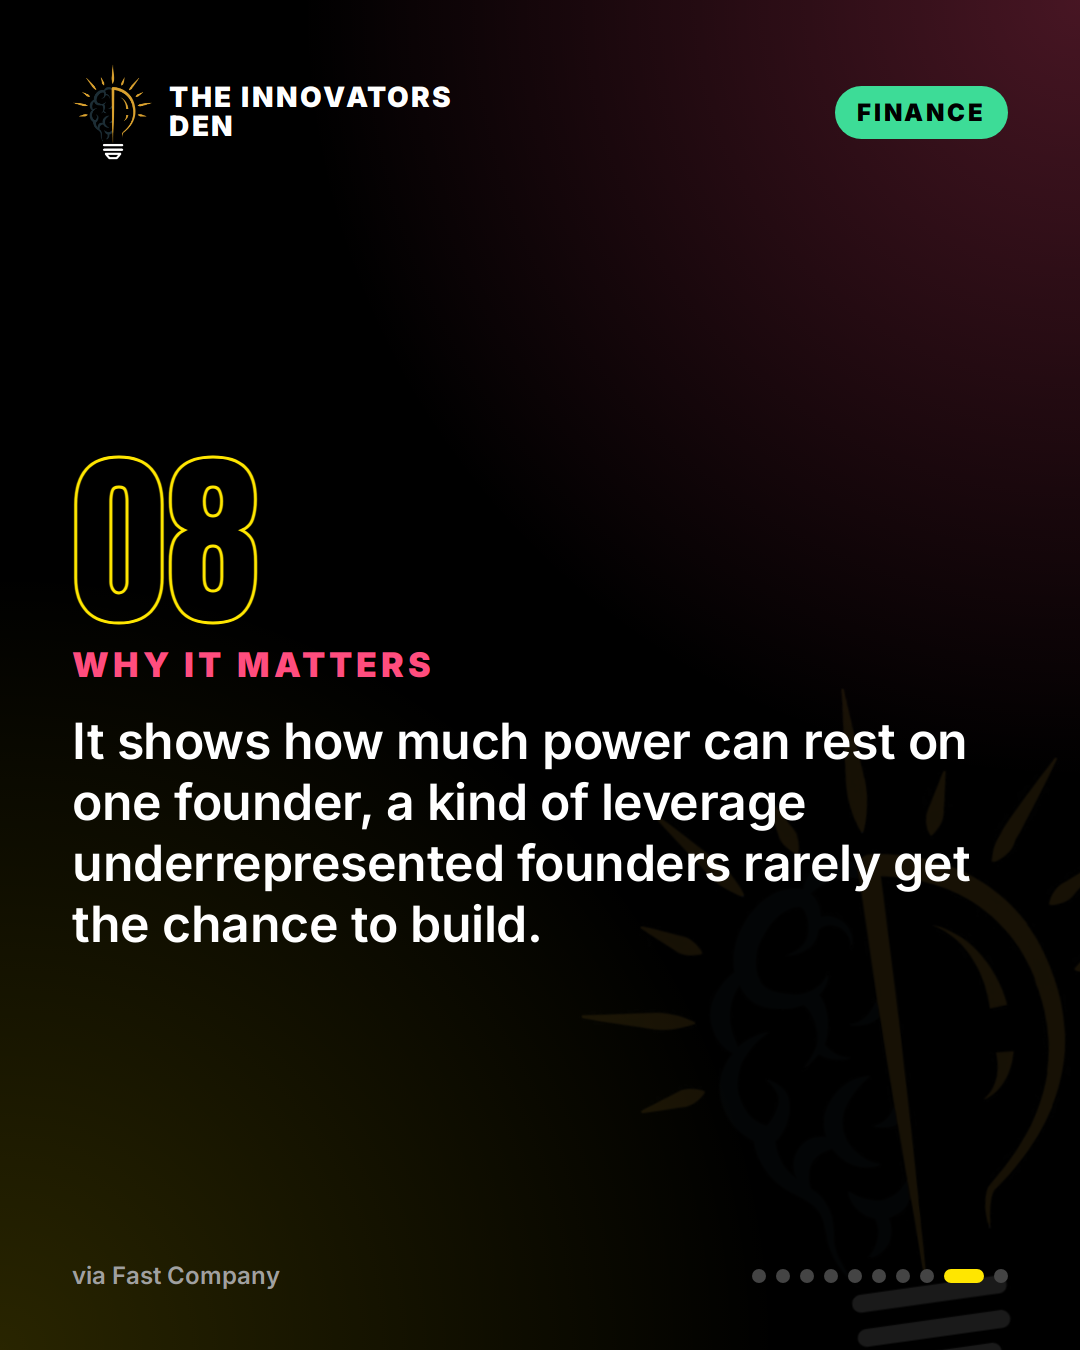 THE INNOVATORS
DEN
FINANCE
08
WHY IT MATTERS
It shows how much power can rest on
one founder, a kind of leverage
underrepresented founders rarely get
the chance to build.
via Fast Company